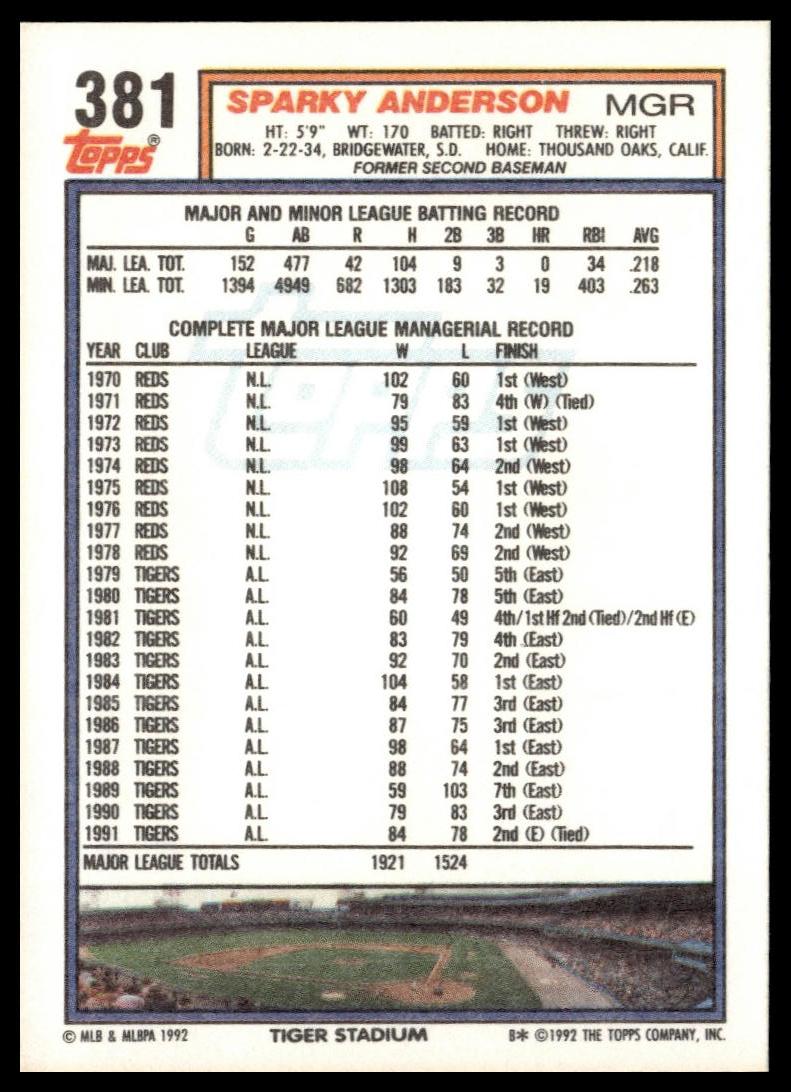 381
Topps®
SPARKY ANDERSON MGR
HT: 5'9" WT: 170 BATTED: RIGHT THREW: RIGHT
BORN: 2-22-34, BRIDGEWATER, S.D. HOME: THOUSAND OAKS, CALIF.
FORMER SECOND BASEMAN
MAJOR AND MINOR LEAGUE BATTING RECORD
G AB R H 2B 3B HR RBI AVG
MAJ. LEA. TOT. 152 477 42 104 9 3 0 34 .218
MIN. LEA. TOT. 1394 4949 682 1303 183 32 19 403 .263
COMPLETE MAJOR LEAGUE MANAGERIAL RECORD
YEAR CLUB LEAGUE W L FINISH
1970 REDS N.L. 102 60 1st (West)
1971 REDS N.L. 79 83 4th (W) (Tied)
1972 REDS N.L. 95 59 1st (West)
1973 REDS N.L. 99 63 1st (West)
1974 REDS N.L. 98 64 2nd (West)
1975 REDS N.L. 108 54 1st (West)
1976 REDS N.L. 102 60 1st (West)
1977 REDS N.L. 88 74 2nd (West)
1978 REDS N.L. 92 69 2nd (West)
1979 TIGERS A.L. 56 50 5th (East)
1980 TIGERS A.L. 84 78 5th (East)
1981 TIGERS A.L. 60 49 4th/1st Hf 2nd (Tied)/2nd Hf (E)
1982 TIGERS A.L. 83 79 4th (East)
1983 TIGERS A.L. 92 70 2nd (East)
1984 TIGERS A.L. 104 58 1st (East)
1985 TIGERS A.L. 84 77 3rd (East)
1986 TIGERS A.L. 87 75 3rd (East)
1987 TIGERS A.L. 98 64 1st (East)
1988 TIGERS A.L. 88 74 2nd (East)
1989 TIGERS A.L. 59 103 7th (East)
1990 TIGERS A.L. 79 83 3rd (East)
1991 TIGERS A.L. 84 78 2nd (E) (Tied)
MAJOR LEAGUE TOTALS 1921 1524
Topps
© MLB & MLBPA 1992 TIGER STADIUM B* ©1992 THE TOPPS COMPANY, INC.